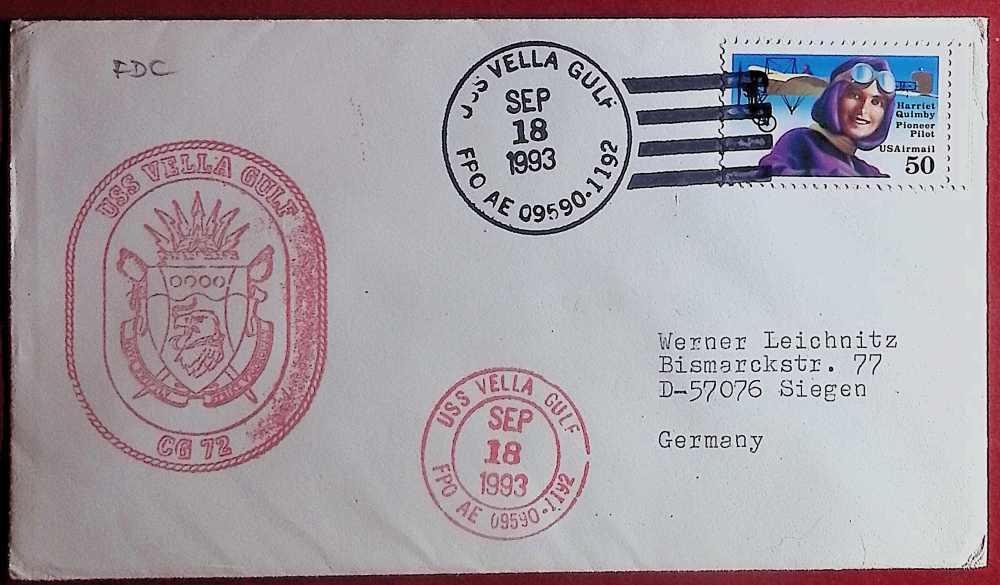 FDC
USS VELLA GULF
SEP
18
1993
FPO AE 09590-1192
Harriet
Quimby
Pioneer
Pilot
USAirmail
50
USS VELLA GULF
CG 72
Werner Leichnitz
Bismarckstr. 77
D-57076 Siegen
Germany
USS VELLA GULF
SEP
18
1993
FPO AE 09590-1192